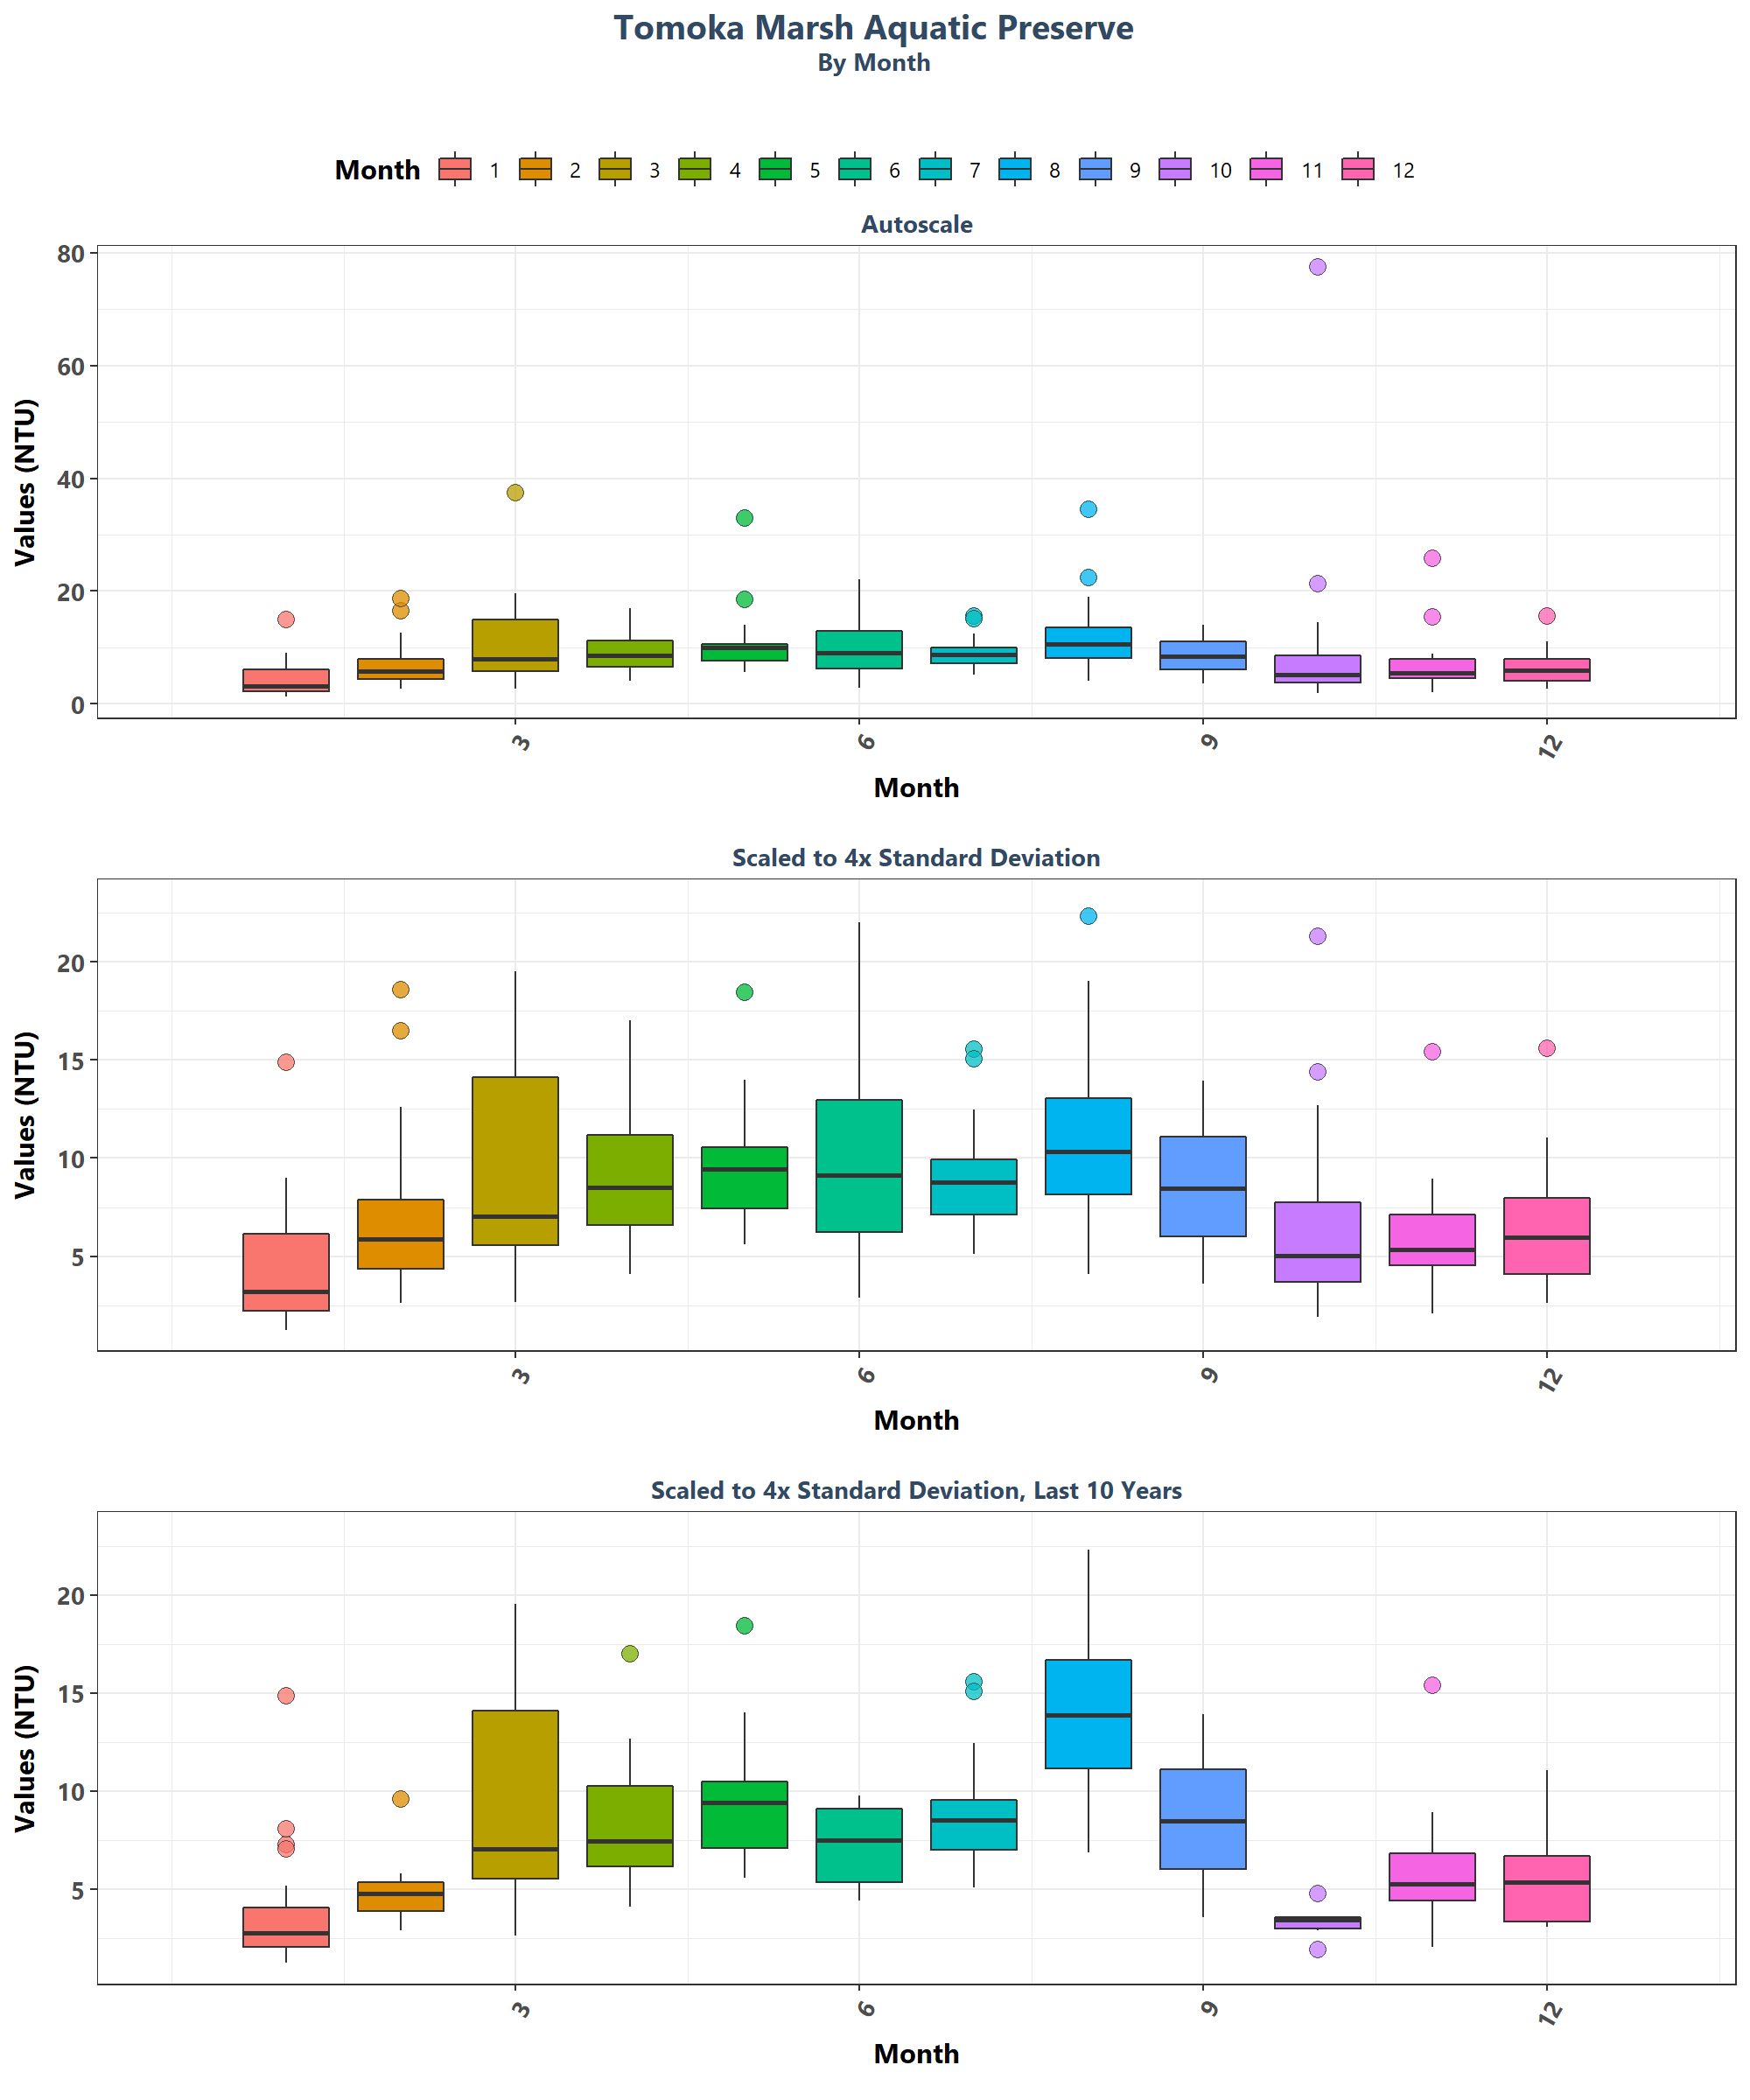 Tomoka Marsh Aquatic Preserve
By Month
Month 1 2 3 4 5 6 7 8 9 10 11 12
Autoscale
Values (NTU)
80
60
40
20
0
3 6 9 12
Month
Scaled to 4x Standard Deviation
Values (NTU)
20
15
10
5
3 6 9 12
Month
Scaled to 4x Standard Deviation, Last 10 Years
Values (NTU)
20
15
10
5
3 6 9 12
Month